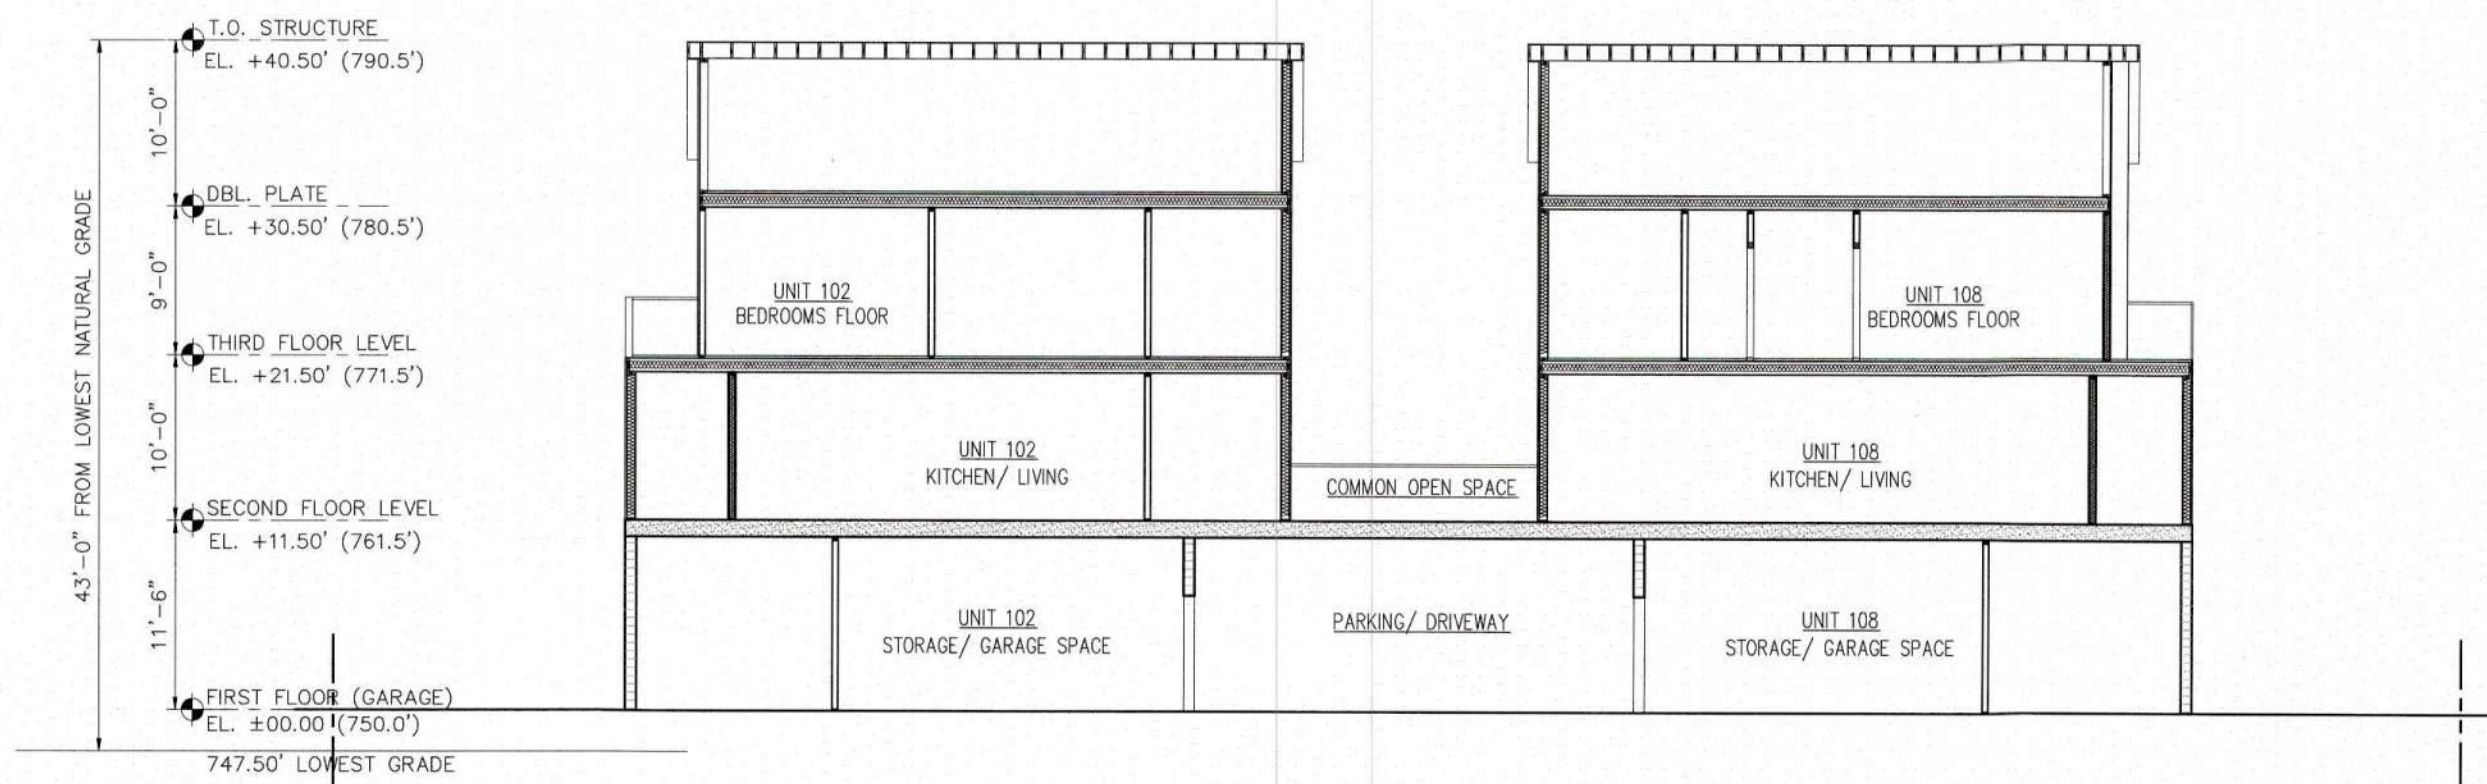 T.O. STRUCTURE
EL. +40.50' (790.5')
10'-0"
DBL. PLATE
EL. +30.50' (780.5')
9'-0"
THIRD FLOOR LEVEL
EL. +21.50' (771.5')
10'-0"
SECOND FLOOR LEVEL
EL. +11.50' (761.5')
11'-6"
FIRST FLOOR (GARAGE)
EL. ±00.00 (750.0')
747.50' LOWEST GRADE
43'-0" FROM LOWEST NATURAL GRADE
UNIT 102
BEDROOMS FLOOR
UNIT 108
BEDROOMS FLOOR
UNIT 102
KITCHEN/ LIVING
COMMON OPEN SPACE
UNIT 108
KITCHEN/ LIVING
UNIT 102
STORAGE/ GARAGE SPACE
PARKING/ DRIVEWAY
UNIT 108
STORAGE/ GARAGE SPACE